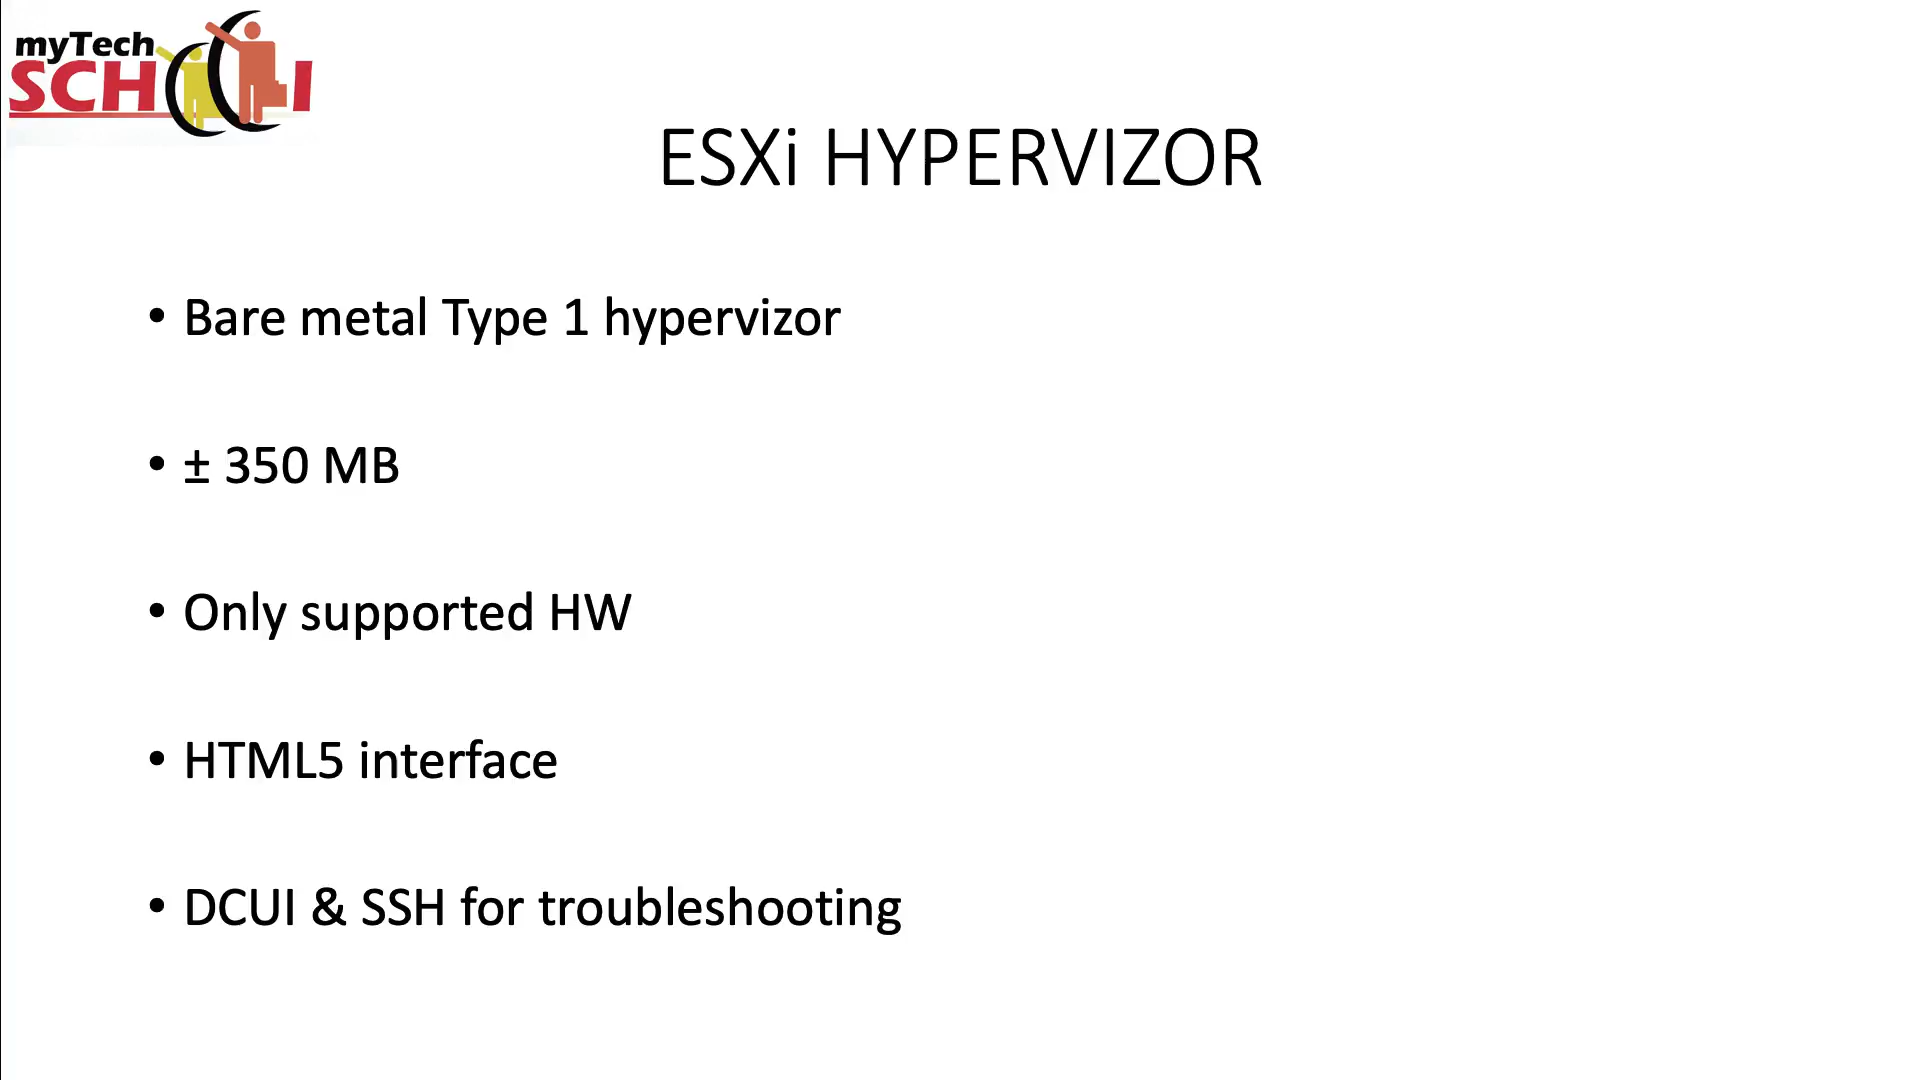 myTech
SCHOOl
ESXi HYPERVIZOR
• Bare metal Type 1 hypervizor
• ± 350 MB
• Only supported HW
• HTML5 interface
• DCUI & SSH for troubleshooting